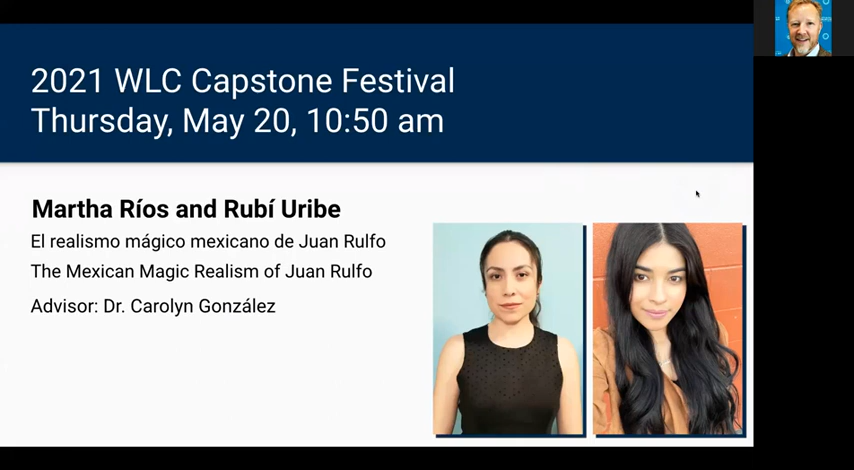 2021 WLC Capstone Festival
Thursday, May 20, 10:50 am
Martha Ríos and Rubí Uribe
El realismo mágico mexicano de Juan Rulfo
The Mexican Magic Realism of Juan Rulfo
Advisor: Dr. Carolyn González